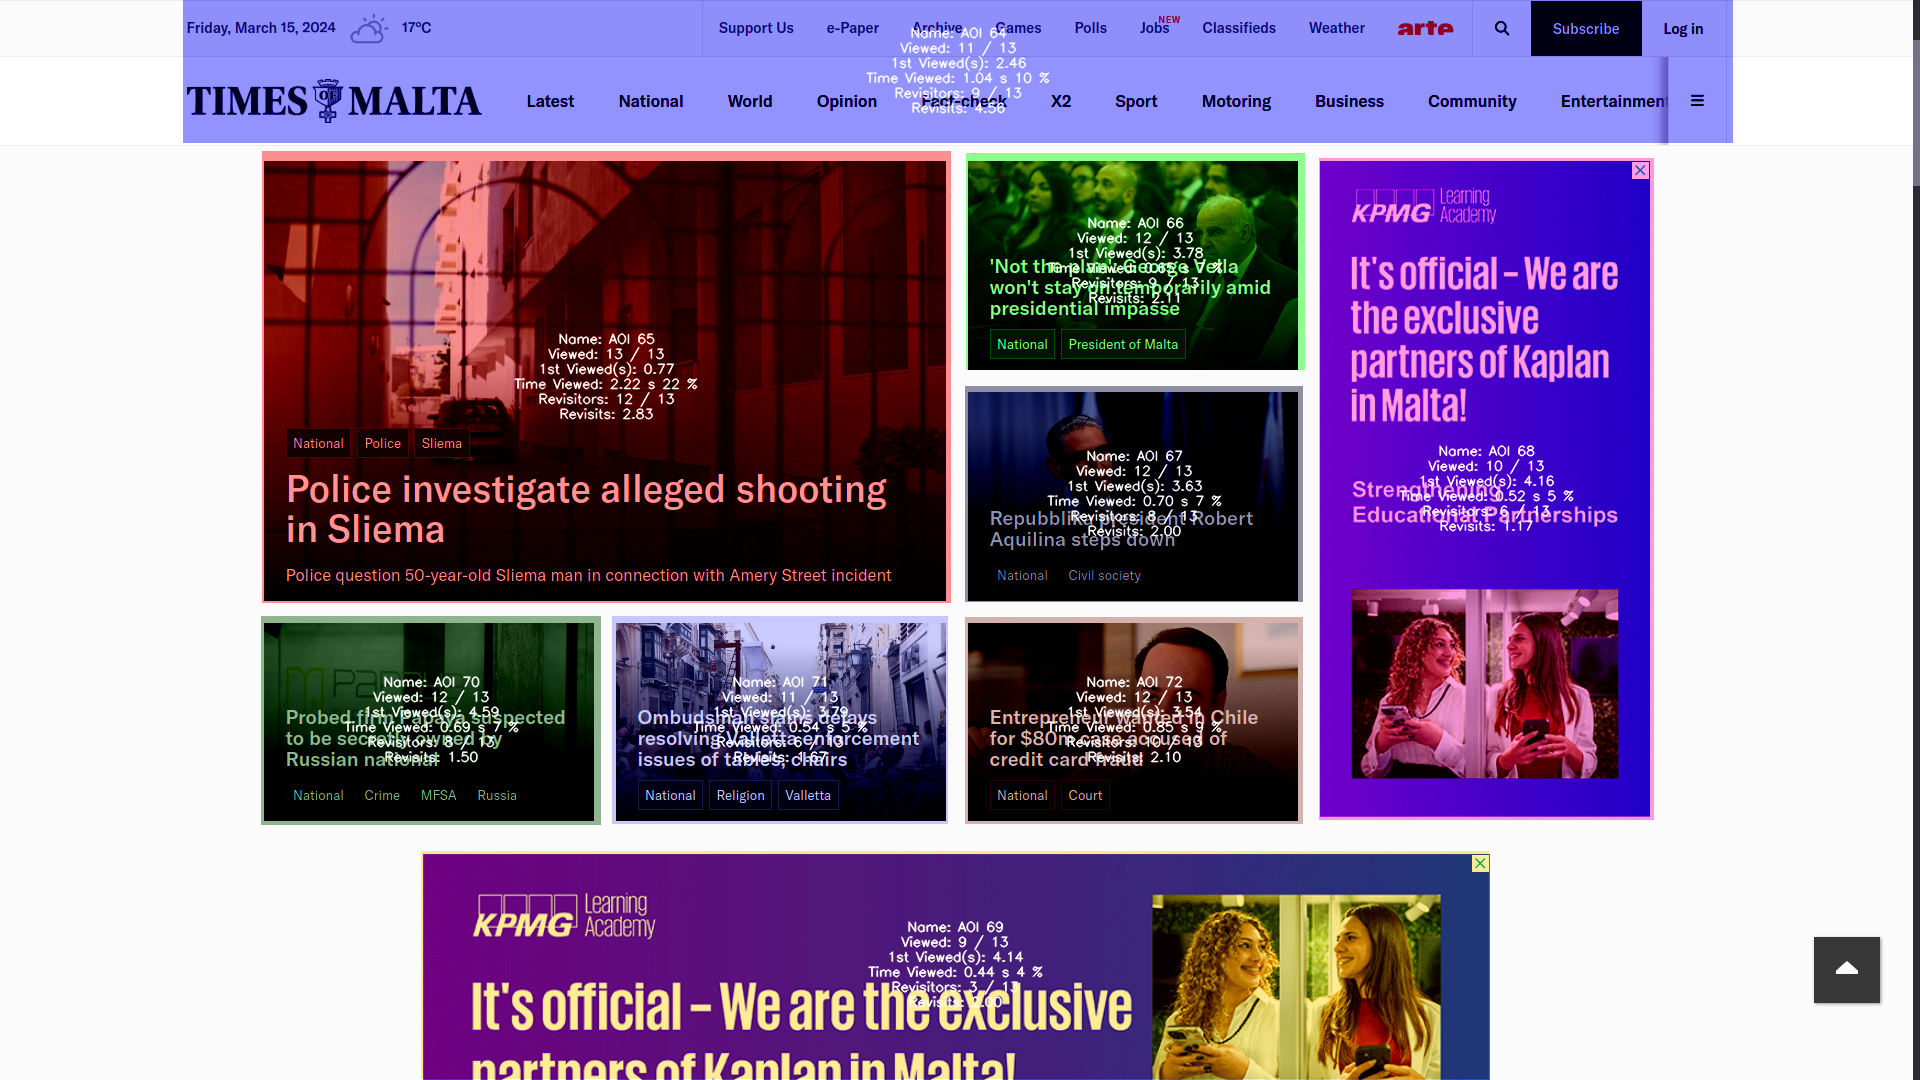 Friday, March 15, 2024
17°C
Support Us
e-Paper
Archive
Games
Polls
Jobs
NEW
Classifieds
Weather
arte
Subscribe
Log in
Name: AOI 64
Viewed: 11 / 13
1st Viewed(s): 2.46
Time Viewed: 1.04 s 10 %
Revisitors: 9 / 13
Revisits: 4.56
TIMES OF MALTA
Latest
National
World
Opinion
Fact-check
X2
Sport
Motoring
Business
Community
Entertainment
Name: AOI 65
Viewed: 13 / 13
1st Viewed(s): 0.77
Time Viewed: 2.22 s 22 %
Revisitors: 12 / 13
Revisits: 2.83
National
Police
Sliema
Police investigate alleged shooting
in Sliema
Police question 50-year-old Sliema man in connection with Amery Street incident
Name: AOI 66
Viewed: 12 / 13
1st Viewed(s): 3.78
Time Viewed: 0.65 s 7 %
Revisitors: 9 / 13
Revisits: 2.11
'Not the plan': George Vella
won't stay on temporarily amid
presidential impasse
National
President of Malta
Name: AOI 67
Viewed: 12 / 13
1st Viewed(s): 3.63
Time Viewed: 0.70 s 7 %
Revisitors: 8 / 13
Revisits: 2.00
Repubblika president Robert
Aquilina steps down
National
Civil society
KPMG Learning
Academy
It's official – We are
the exclusive
partners of Kaplan
in Malta!
Name: AOI 68
Viewed: 10 / 13
1st Viewed(s): 4.16
Time Viewed: 0.52 s 5 %
Revisitors: 6 / 13
Revisits: 1.17
Strengthening
Educational Partnerships
Name: AOI 70
Viewed: 12 / 13
1st Viewed(s): 4.59
Time Viewed: 0.69 s 7 %
Revisitors: 8 / 13
Revisits: 1.50
Probed firm Papaya suspected
to be secretly owned by
Russian national
National
Crime
MFSA
Russia
Name: AOI 71
Viewed: 11 / 13
1st Viewed(s): 3.79
Time Viewed: 0.54 s 5 %
Revisitors: 6 / 13
Revisits: 1.67
Ombudsman slams delays
resolving Valletta enforcement
issues of tables, chairs
National
Religion
Valletta
Name: AOI 72
Viewed: 12 / 13
1st Viewed(s): 3.54
Time Viewed: 0.85 s 9 %
Revisitors: 10 / 13
Revisits: 2.10
Entrepreneur wanted in Chile
for $80m case accused of
credit card fraud
National
Court
KPMG Learning
Academy
Name: AOI 69
Viewed: 9 / 13
1st Viewed(s): 4.14
Time Viewed: 0.44 s 4 %
Revisitors: 3 / 13
Revisits: 2.00
It's official – We are the exclusive
partners of Kaplan in Malta!